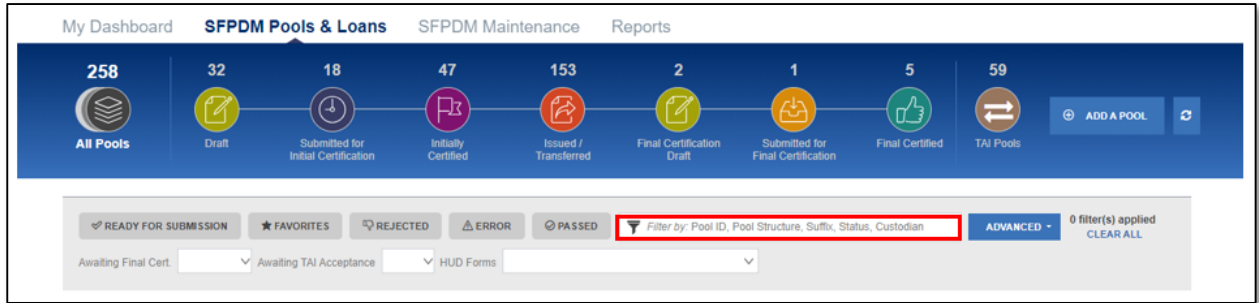 My Dashboard SFPDM Pools & Loans SFPDM Maintenance Reports
258 32 18 47 153 2 1 5 59
All Pools Draft Submitted for Initial Certification Initially Certified Issued / Transferred Final Certification Draft Submitted for Final Certification Final Certified TAI Pools ADD A POOL
READY FOR SUBMISSION FAVORITES REJECTED ERROR PASSED Filter by: Pool ID, Pool Structure, Suffix, Status, Custodian ADVANCED 0 filter(s) applied
CLEAR ALL
Awaiting Final Cert. Awaiting TAI Acceptance HUD Forms